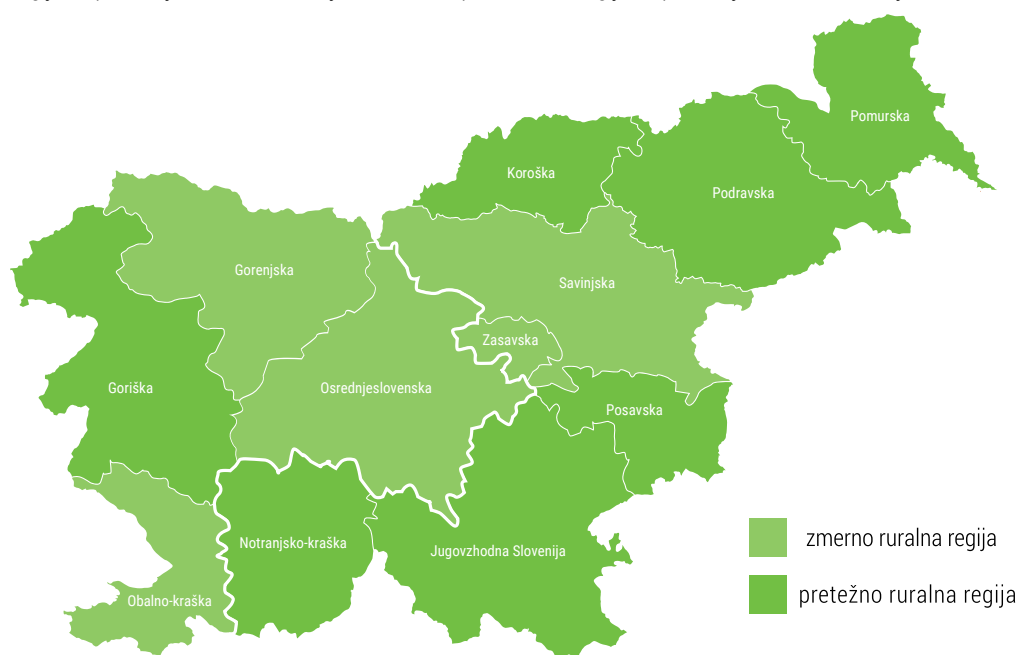 Pomurska
Koroška
Podravska
Gorenjska
Savinjska
Zasavska
Goriška
Osrednjeslovenska
Posavska
zmerno ruralna regija
Notranjsko-kraška
Jugovzhodna Slovenija
pretežno ruralna regija
Obalno-kraška